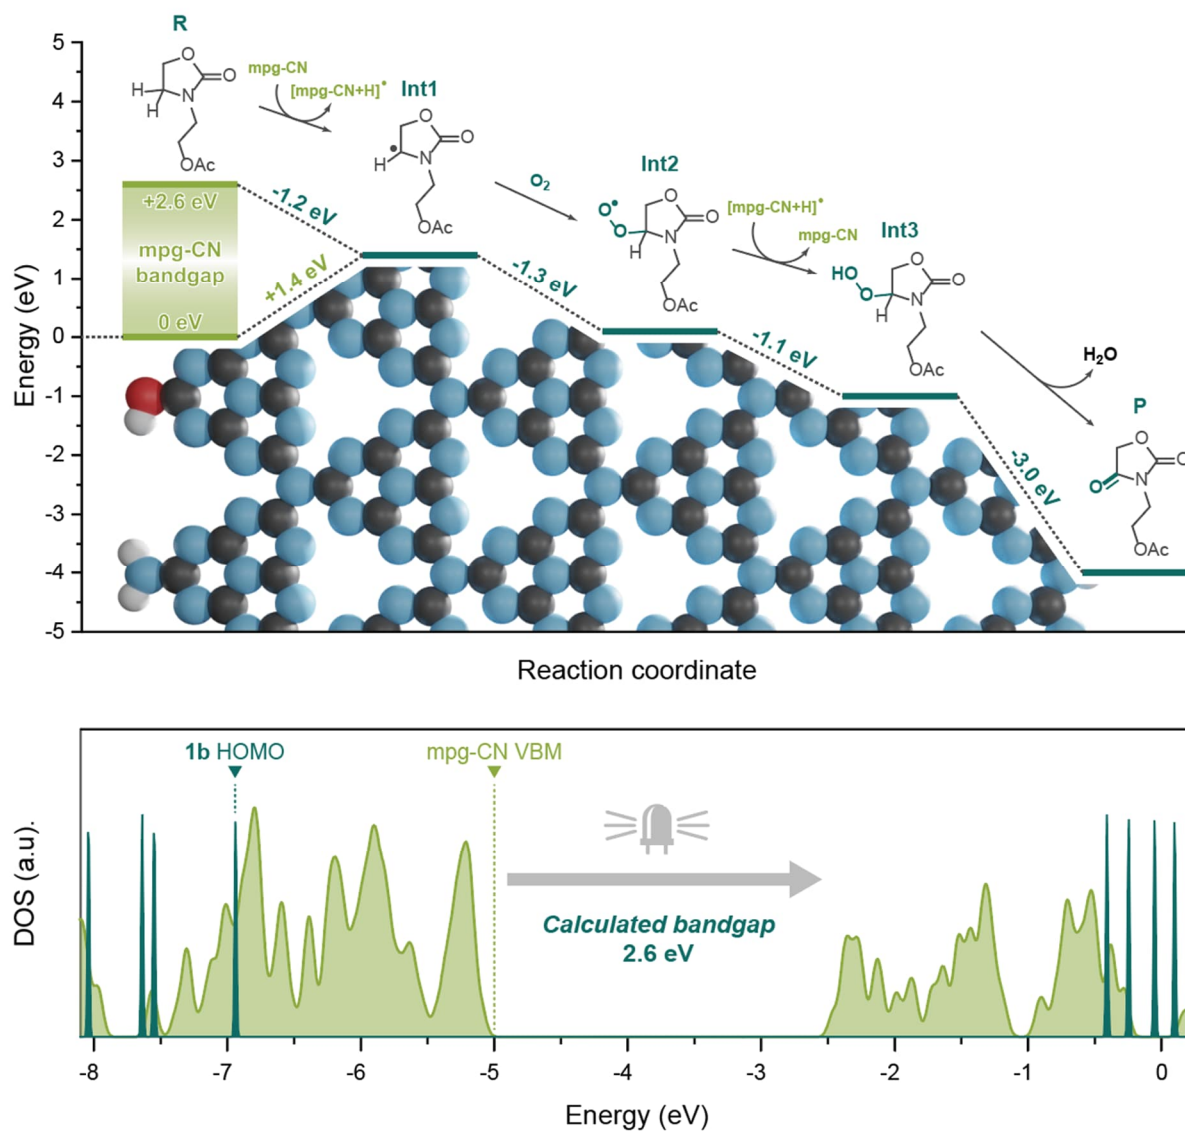 R
H
H
O
O
N
OAc
mpg-CN
[mpg-CN+H]•
Int1
H
O
O
N
OAc
O2
Int2
O•
O
H
O
O
N
OAc
[mpg-CN+H]•
mpg-CN
Int3
HO
O
H
O
O
N
OAc
H2O
P
O
O
O
N
OAc
Energy (eV)
5
4
3
2
1
0
-1
-2
-3
-4
-5
+2.6 eV
mpg-CN
bandgap
0 eV
-1.2 eV
+1.4 eV
-1.3 eV
-1.1 eV
-3.0 eV
Reaction coordinate
DOS (a.u).
1b HOMO
mpg-CN VBM
Calculated bandgap
2.6 eV
-8 -7 -6 -5 -4 -3 -2 -1 0
Energy (eV)